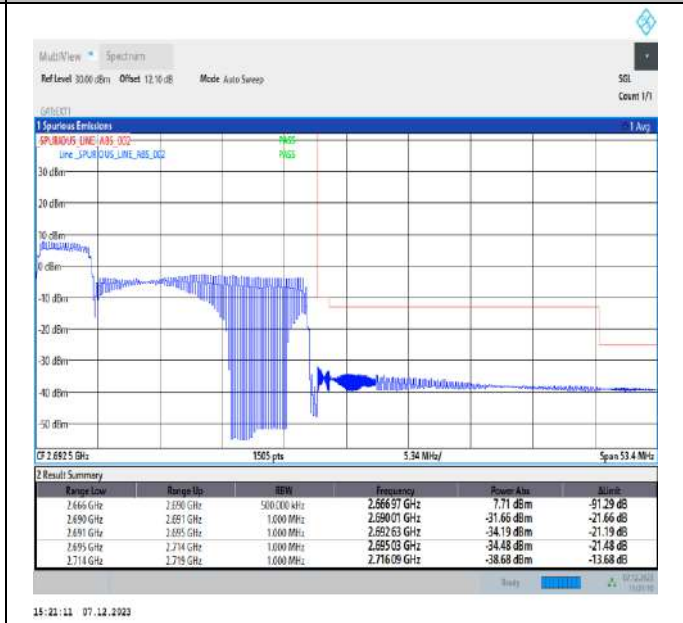 MultiView Spectrum
Ref Level 30.00 dBm Offset 12.10 dB Mode Auto Sweep SGL
Count 1/1
1 Spurious Emissions 1 Avg
SPURIOUS_LINE_ABS_002 PASS
Line _SPURIOUS_LINE_ABS_002 PASS
30 dBm
20 dBm
10 dBm
0 dBm
-10 dBm
-20 dBm
-30 dBm
-40 dBm
-50 dBm
CF 2.6925 GHz 1505 pts 5.34 MHz/ Span 53.4 MHz
2 Result Summary
Range Low Range Up RBW Frequency Power Abs ΔLimit
2.666 GHz 2.690 GHz 500.000 kHz 2.66697 GHz 7.71 dBm -91.29 dB
2.690 GHz 2.691 GHz 1.000 MHz 2.69001 GHz -31.66 dBm -21.66 dB
2.691 GHz 2.695 GHz 1.000 MHz 2.69263 GHz -34.19 dBm -21.19 dB
2.695 GHz 2.714 GHz 1.000 MHz 2.69503 GHz -34.48 dBm -21.48 dB
2.714 GHz 2.719 GHz 1.000 MHz 2.71609 GHz -38.68 dBm -13.68 dB
Ready 07.12.2023
15:21:11 07.12.2023